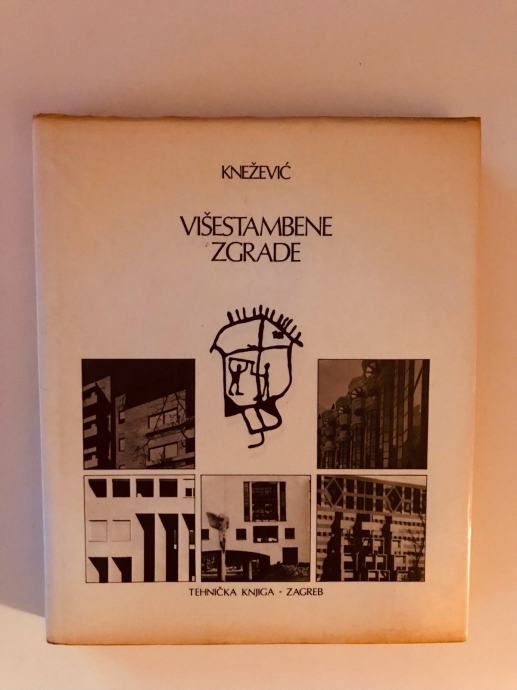 KNEŽEVIĆ
VIŠESTAMBENE
ZGRADE
TEHNIČKA KNJIGA • ZAGREB